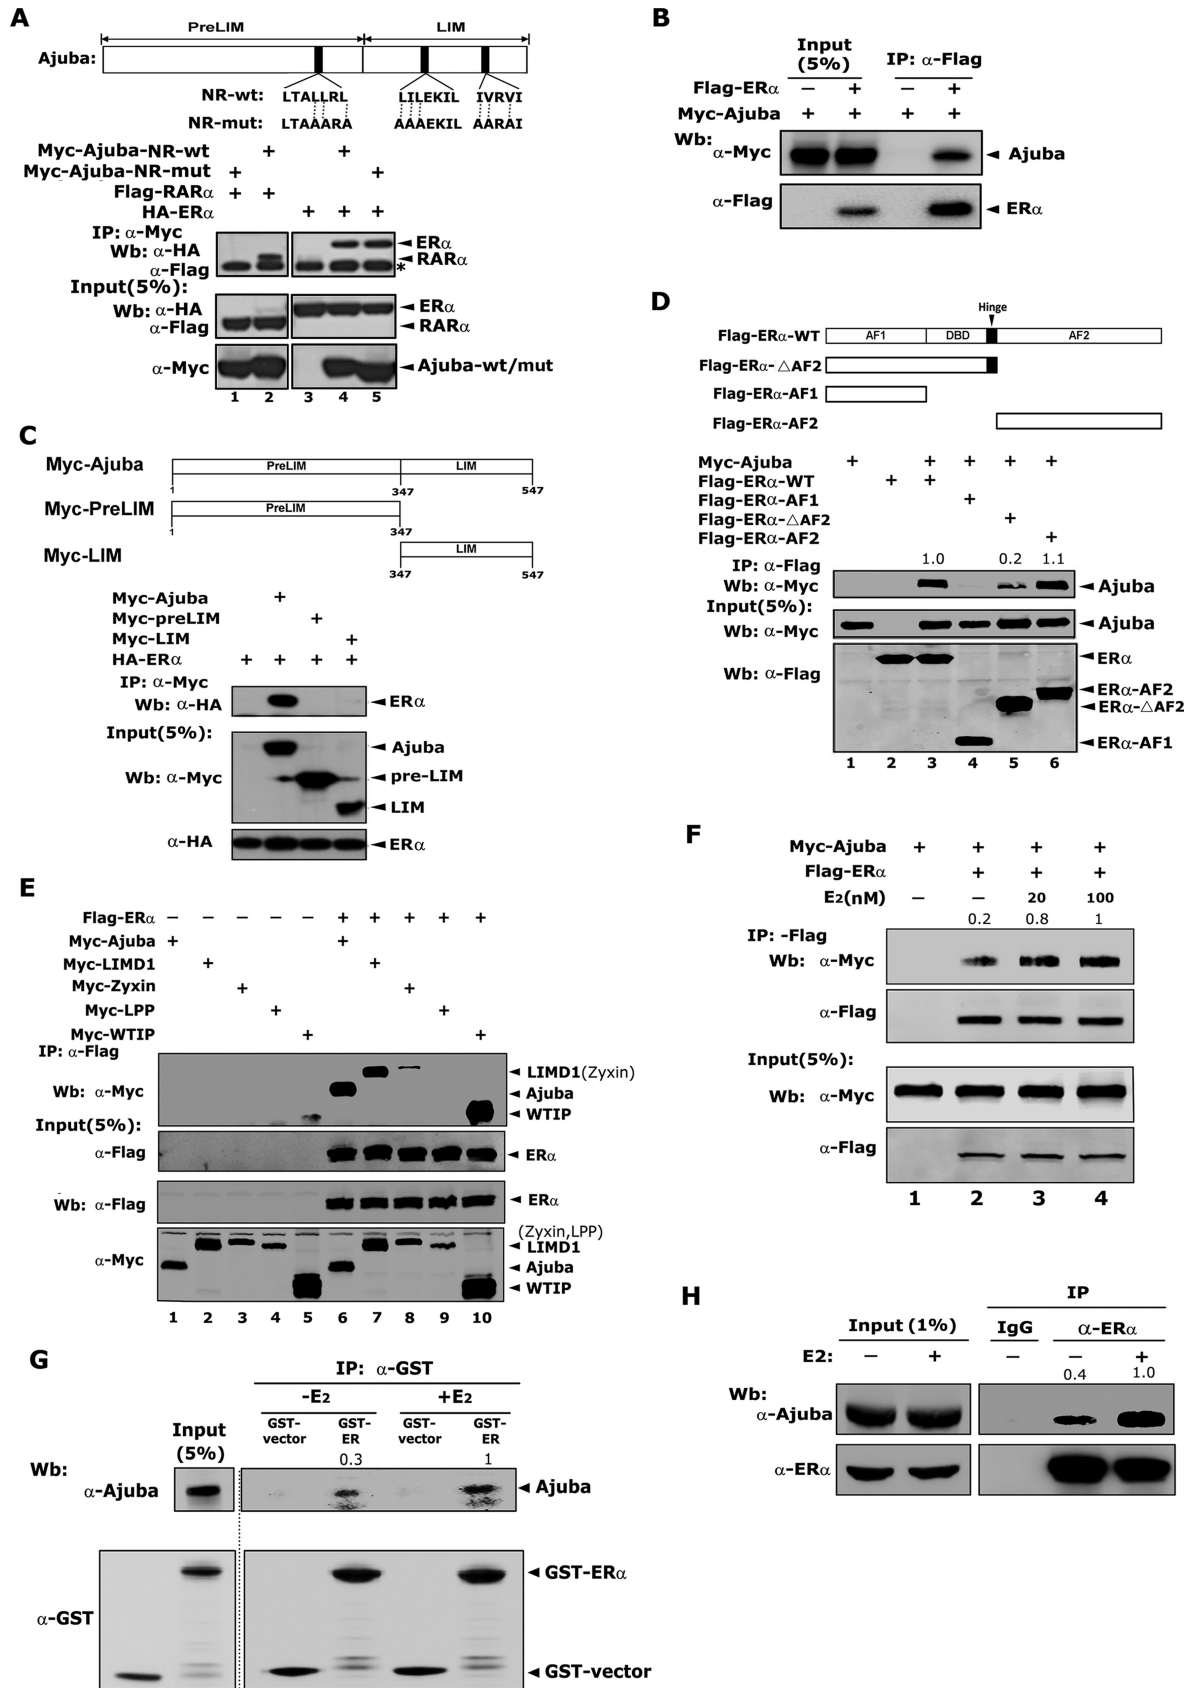 A
PreLIM LIM
Ajuba:
NR-wt: LTALLRL LILEKIL IVRVI
NR-mut: LTAAARA AAAEKIL AARAI
Myc-Ajuba-NR-wt + +
Myc-Ajuba-NR-mut + +
Flag-RARα + +
HA-ERα + + +
IP: α-Myc
Wb: α-HA ERα
α-Flag RARα
*
Input(5%):
Wb: α-HA ERα
α-Flag RARα
α-Myc Ajuba-wt/mut
1 2 3 4 5
B
Input (5%) IP: α-Flag
Flag-ERα − + − +
Myc-Ajuba + + + +
Wb:
α-Myc Ajuba
α-Flag ERα
C
Myc-Ajuba PreLIM LIM
1 347 547
Myc-PreLIM PreLIM
1 347
Myc-LIM LIM
347 547
Myc-Ajuba +
Myc-preLIM +
Myc-LIM +
HA-ERα + + + +
IP: α-Myc
Wb: α-HA ERα
Input(5%):
Ajuba
Wb: α-Myc pre-LIM
LIM
α-HA ERα
D
Hinge
Flag-ERα-WT AF1 DBD AF2
Flag-ERα-△AF2
Flag-ERα-AF1
Flag-ERα-AF2
Myc-Ajuba + + + + +
Flag-ERα-WT + +
Flag-ERα-AF1 +
Flag-ERα-△AF2 +
Flag-ERα-AF2 +
IP: α-Flag 1.0 0.2 1.1
Wb: α-Myc Ajuba
Input(5%):
Wb: α-Myc Ajuba
Wb: α-Flag ERα
ERα-AF2
ERα-△AF2
ERα-AF1
1 2 3 4 5 6
E
Flag-ERα − − − − − + + + + +
Myc-Ajuba + +
Myc-LIMD1 + +
Myc-Zyxin + +
Myc-LPP + +
Myc-WTIP + +
IP: α-Flag
LIMD1(Zyxin)
Wb: α-Myc Ajuba
WTIP
Input(5%):
α-Flag ERα
Wb: α-Flag ERα
(Zyxin,LPP)
LIMD1
α-Myc Ajuba
WTIP
1 2 3 4 5 6 7 8 9 10
F
Myc-Ajuba + + + +
Flag-ERα + + +
E2(nM) − − 20 100
0.2 0.8 1
IP: -Flag
Wb: α-Myc
α-Flag
Input(5%):
Wb: α-Myc
α-Flag
1 2 3 4
G
IP: α-GST
-E2 +E2
Input (5%) GST-vector GST-ER GST-vector GST-ER
0.3 1
Wb:
α-Ajuba Ajuba
GST-ERα
α-GST
GST-vector
H
IP
Input (1%) IgG α-ERα
E2: − + − − +
0.4 1.0
Wb:
α-Ajuba
α-ERα